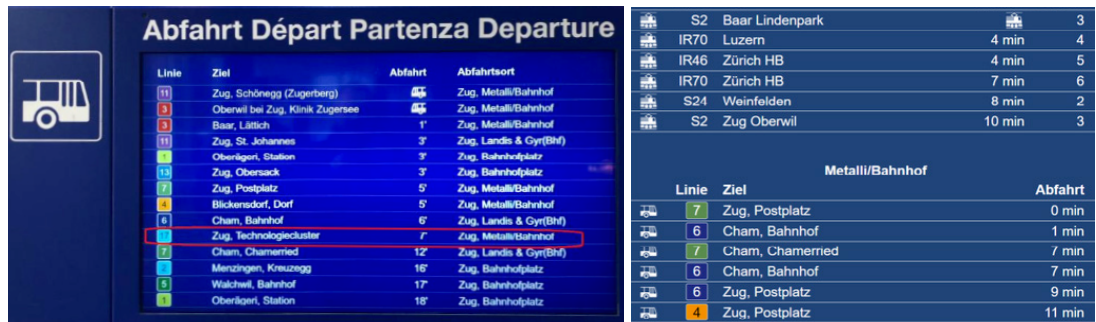 Abfahrt Départ Partenza Departure
Linie Ziel Abfahrt Abfahrtsort
11 Zug, Schönegg (Zugerberg) Zug, Metalli/Bahnhof
3 Oberwil bei Zug, Klinik Zugersee Zug, Metalli/Bahnhof
3 Baar, Lättich 1' Zug, Metalli/Bahnhof
11 Zug, St. Johannes 3' Zug, Landis & Gyr(Bhf)
1 Oberägeri, Station 3' Zug, Bahnhofplatz
13 Zug, Obersack 3' Zug, Bahnhofplatz
7 Zug, Postplatz 5' Zug, Metalli/Bahnhof
4 Blickensdorf, Dorf 5' Zug, Metalli/Bahnhof
6 Cham, Bahnhof 6' Zug, Landis & Gyr(Bhf)
Zug, Technologiecluster 7' Zug, Metalli/Bahnhof
7 Cham, Chamerried 12' Zug, Landis & Gyr(Bhf)
2 Menzingen, Kreuzegg 16' Zug, Bahnhofplatz
5 Walchwil, Bahnhof 17' Zug, Bahnhofplatz
1 Oberägeri, Station 18' Zug, Bahnhofplatz
S2 Baar Lindenpark 3
IR70 Luzern 4 min 4
IR46 Zürich HB 4 min 5
IR70 Zürich HB 7 min 6
S24 Weinfelden 8 min 2
S2 Zug Oberwil 10 min 3
Metalli/Bahnhof
Linie Ziel Abfahrt
7 Zug, Postplatz 0 min
6 Cham, Bahnhof 1 min
7 Cham, Chamerried 7 min
6 Cham, Bahnhof 7 min
6 Zug, Postplatz 9 min
4 Zug, Postplatz 11 min